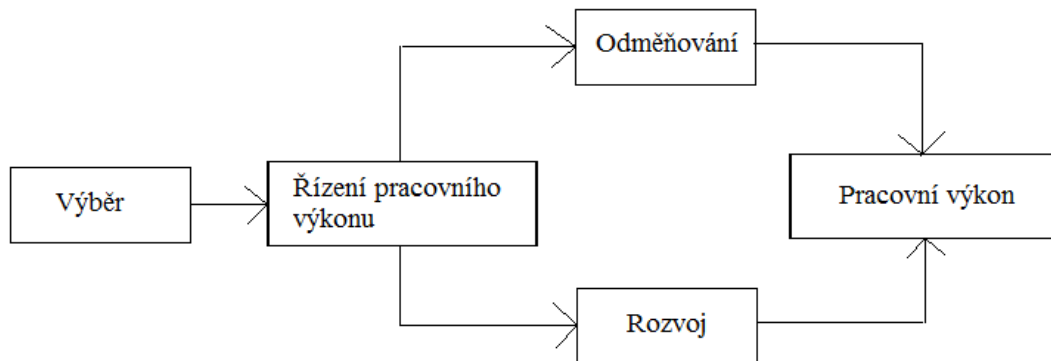 Odměňování
Výběr
Řízení pracovního
výkonu
Pracovní výkon
Rozvoj